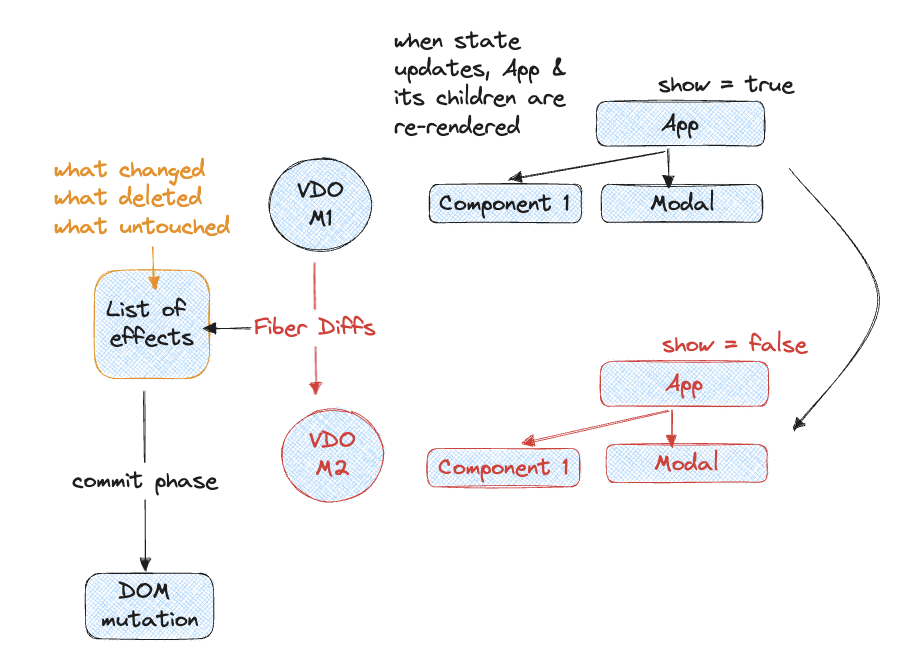 when state
updates, App &
its children are
re-rendered
show = true
App
Component 1
Modal
what changed
what deleted
what untouched
VDO
M1
List of
effects
Fiber Diffs
show = false
App
Component 1
Modal
VDO
M2
commit phase
DOM
mutation